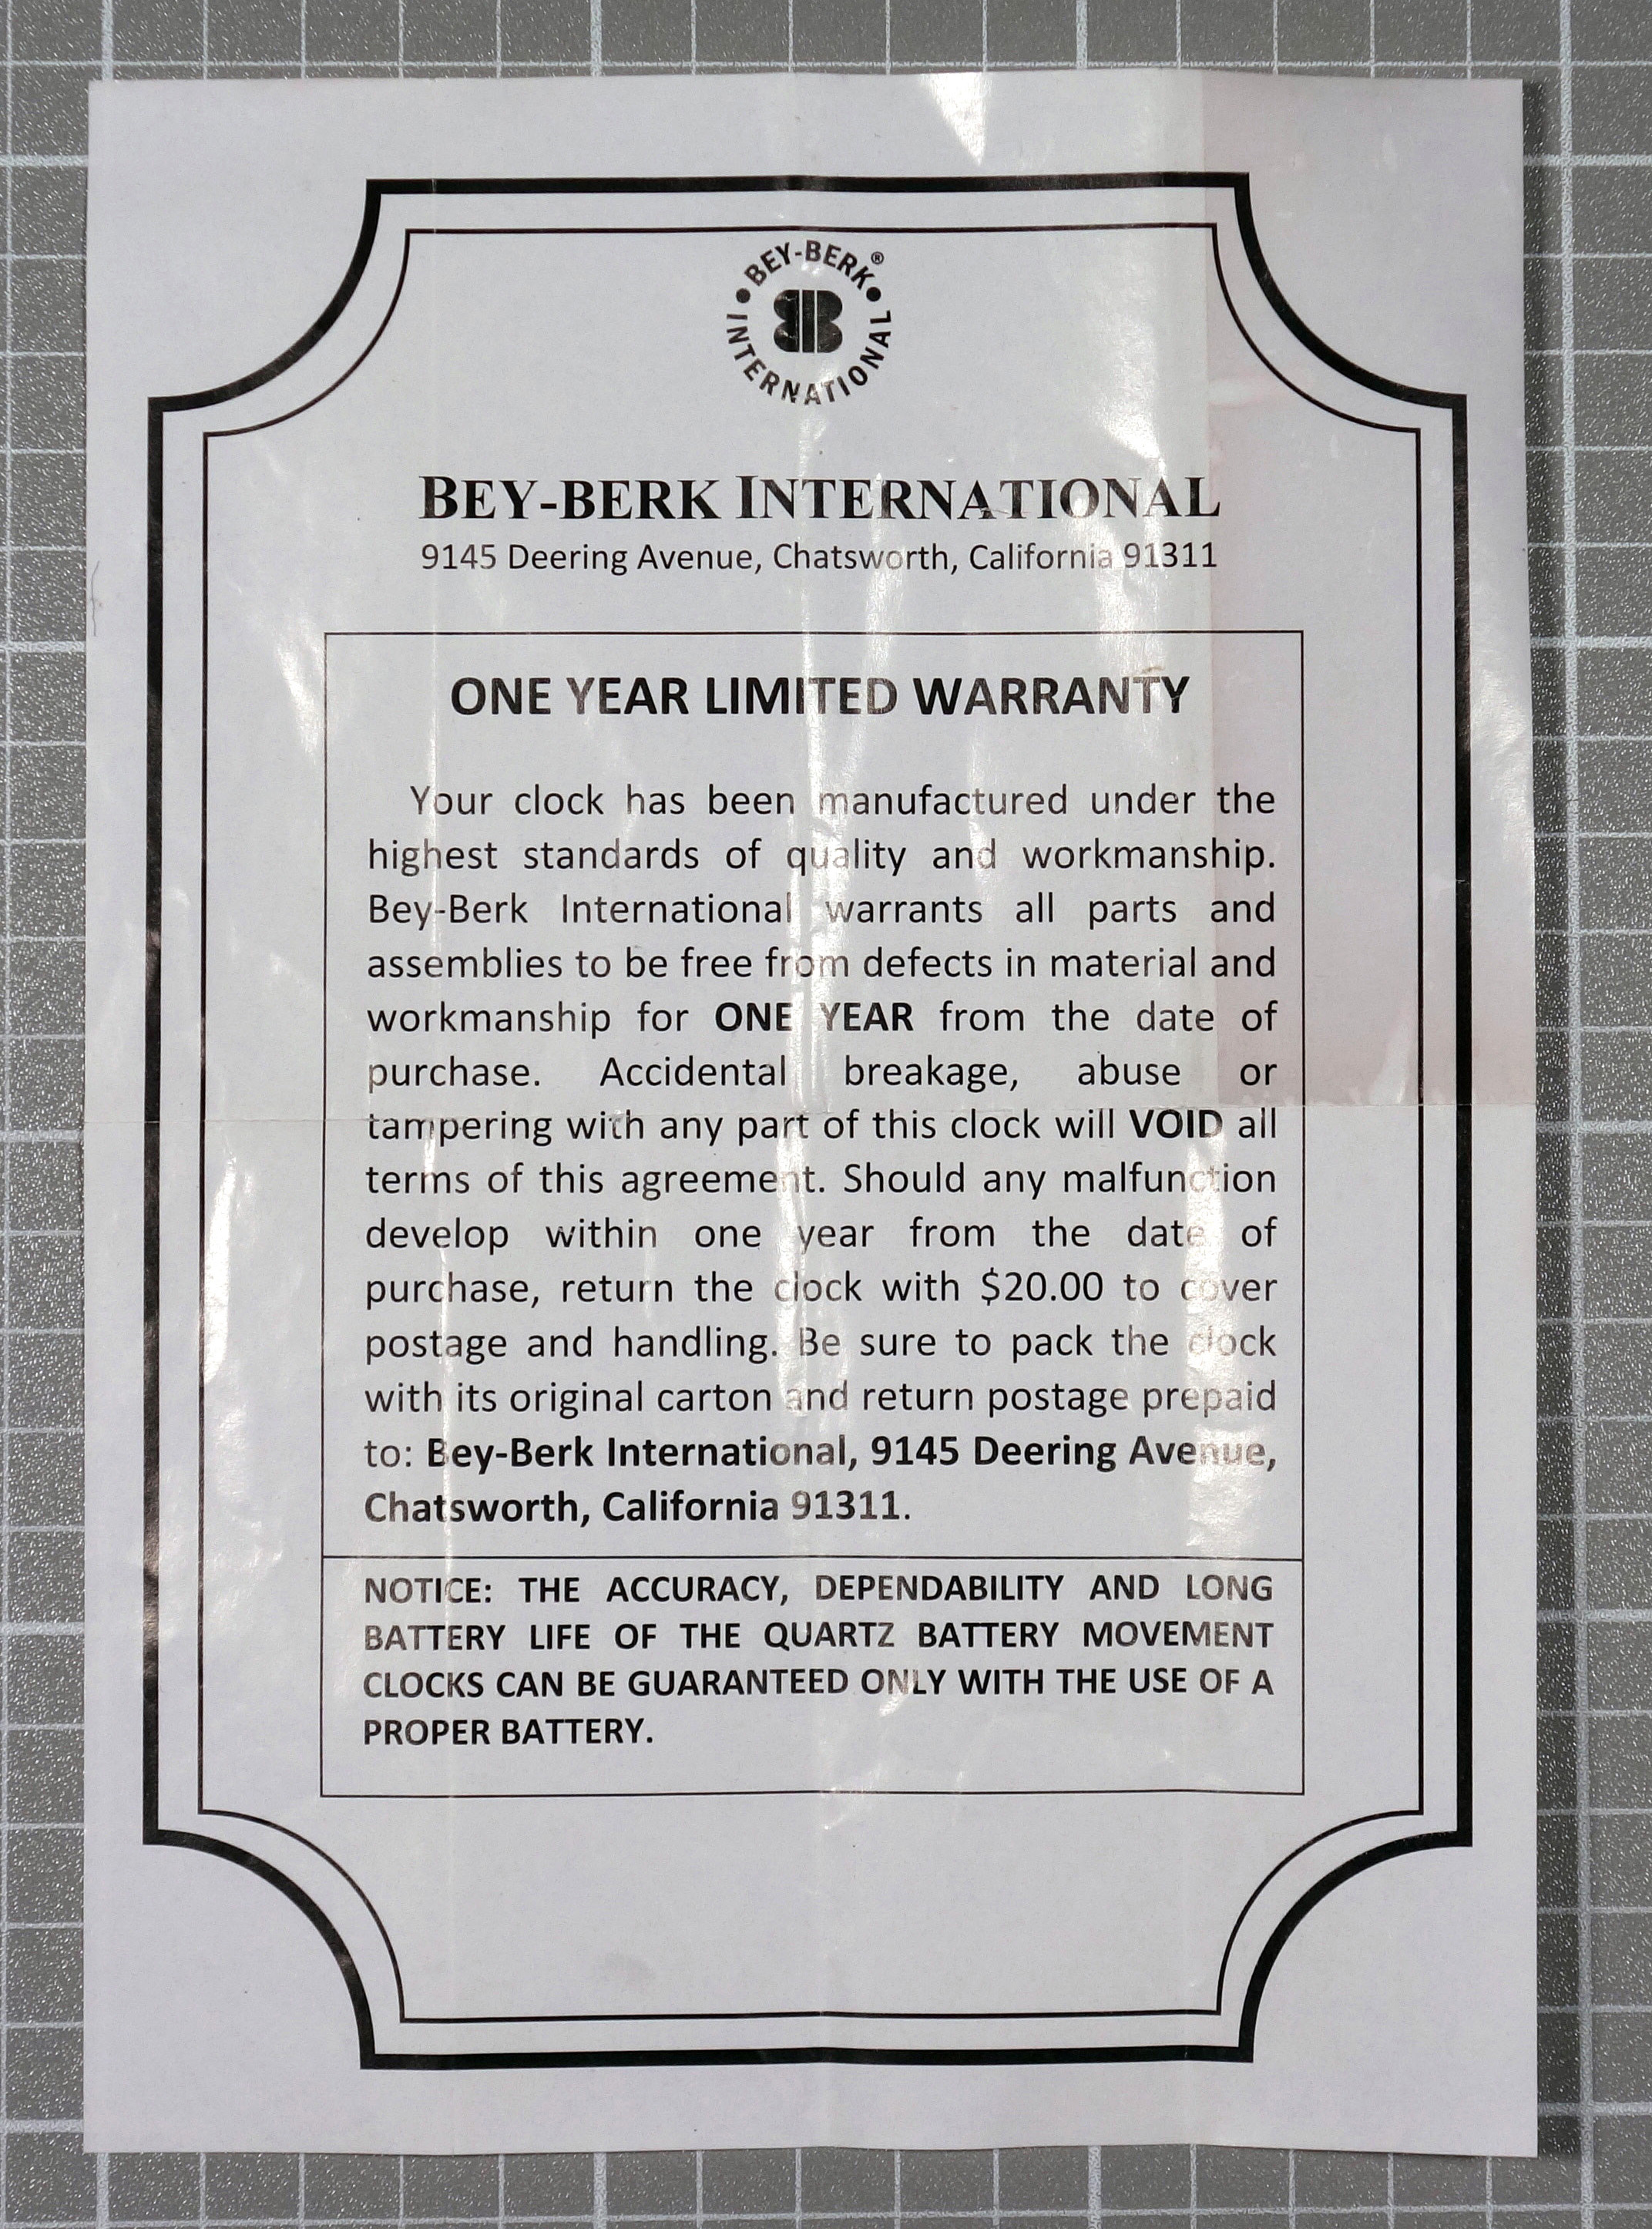 BEY-BERK®
INTERNATIONAL
BEY-BERK INTERNATIONAL
9145 Deering Avenue, Chatsworth, California 91311
ONE YEAR LIMITED WARRANTY
Your clock has been manufactured under the
highest standards of quality and workmanship.
Bey-Berk International warrants all parts and
assemblies to be free from defects in material and
workmanship for ONE YEAR from the date of
purchase. Accidental breakage, abuse or
tampering with any part of this clock will VOID all
terms of this agreement. Should any malfunction
develop within one year from the date of
purchase, return the clock with $20.00 to cover
postage and handling. Be sure to pack the clock
with its original carton and return postage prepaid
to: Bey-Berk International, 9145 Deering Avenue,
Chatsworth, California 91311.
NOTICE: THE ACCURACY, DEPENDABILITY AND LONG
BATTERY LIFE OF THE QUARTZ BATTERY MOVEMENT
CLOCKS CAN BE GUARANTEED ONLY WITH THE USE OF A
PROPER BATTERY.